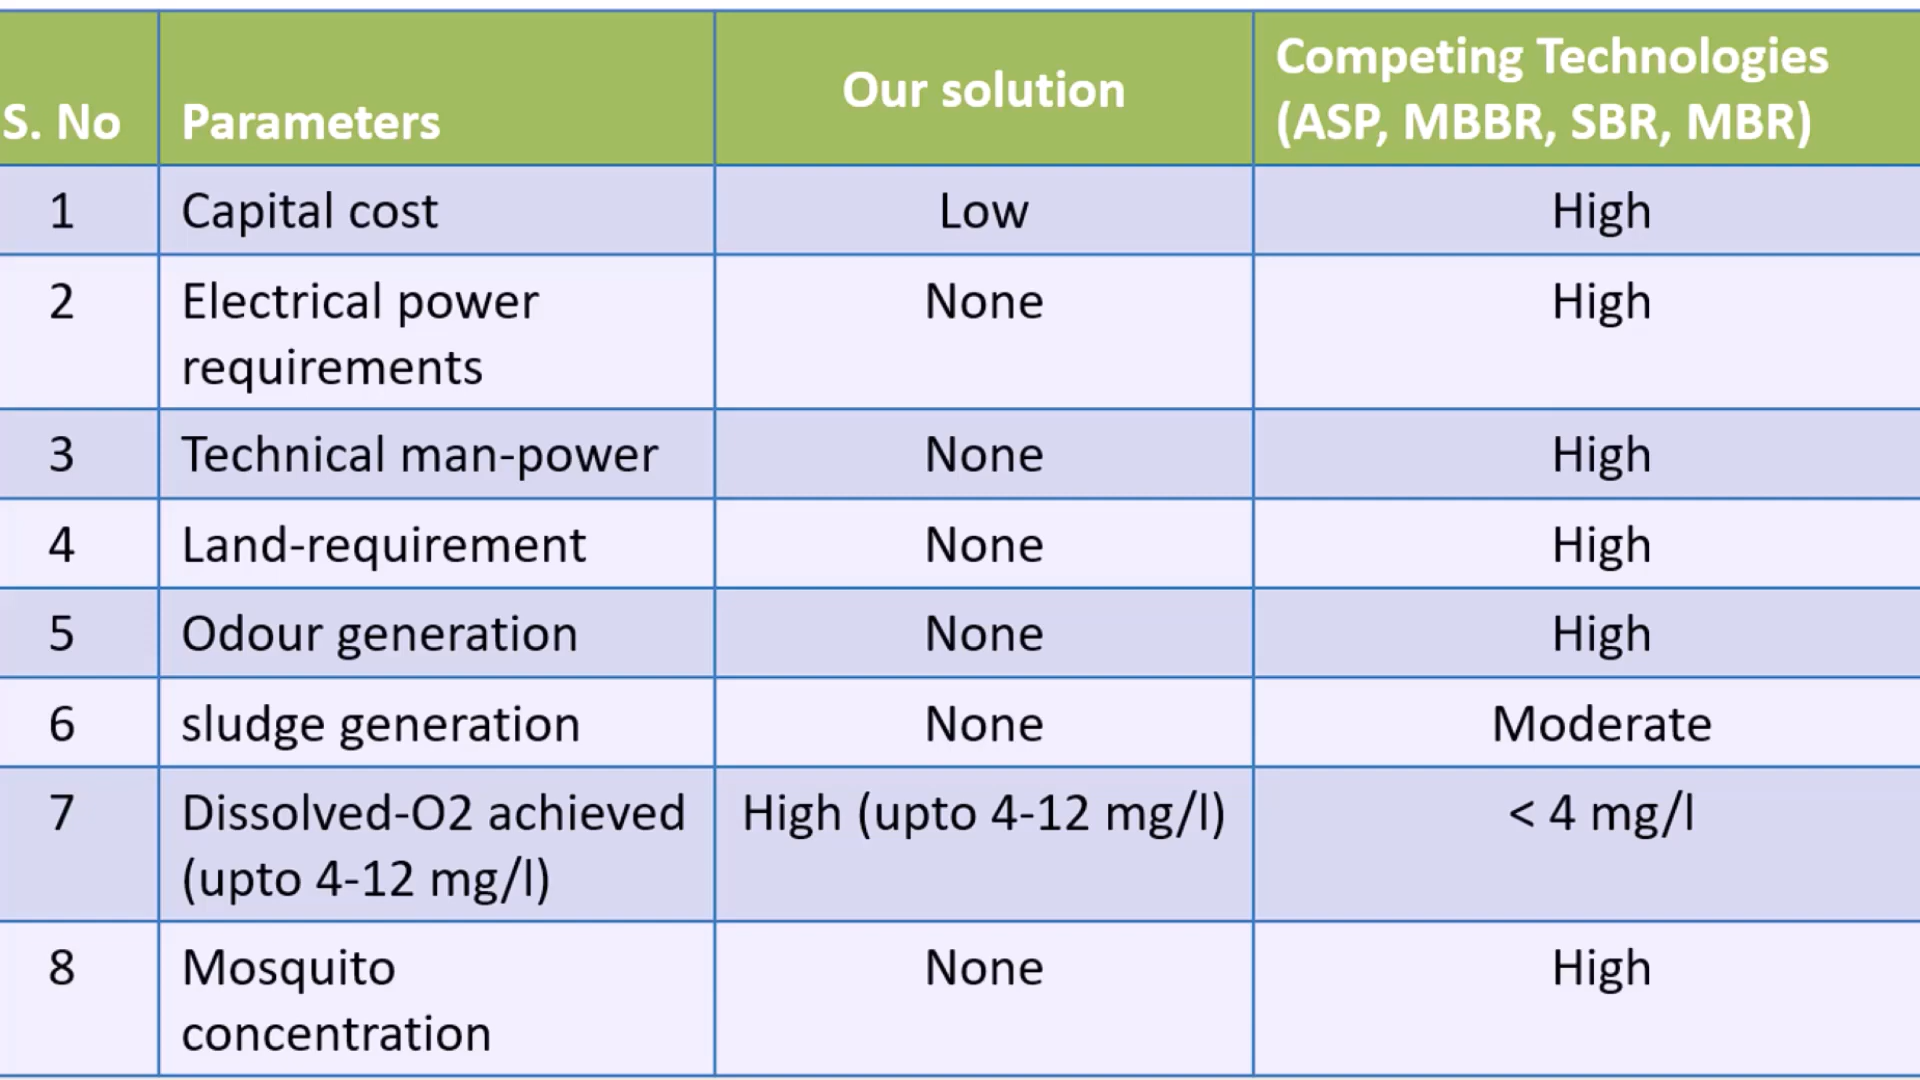 S. No
Parameters
Our solution
Competing Technologies
(ASP, MBBR, SBR, MBR)
1
Capital cost
Low
High
2
Electrical power
requirements
None
High
3
Technical man-power
None
High
4
Land-requirement
None
High
5
Odour generation
None
High
6
sludge generation
None
Moderate
7
Dissolved-O2 achieved
(upto 4-12 mg/l)
High (upto 4-12 mg/l)
< 4 mg/l
8
Mosquito
concentration
None
High